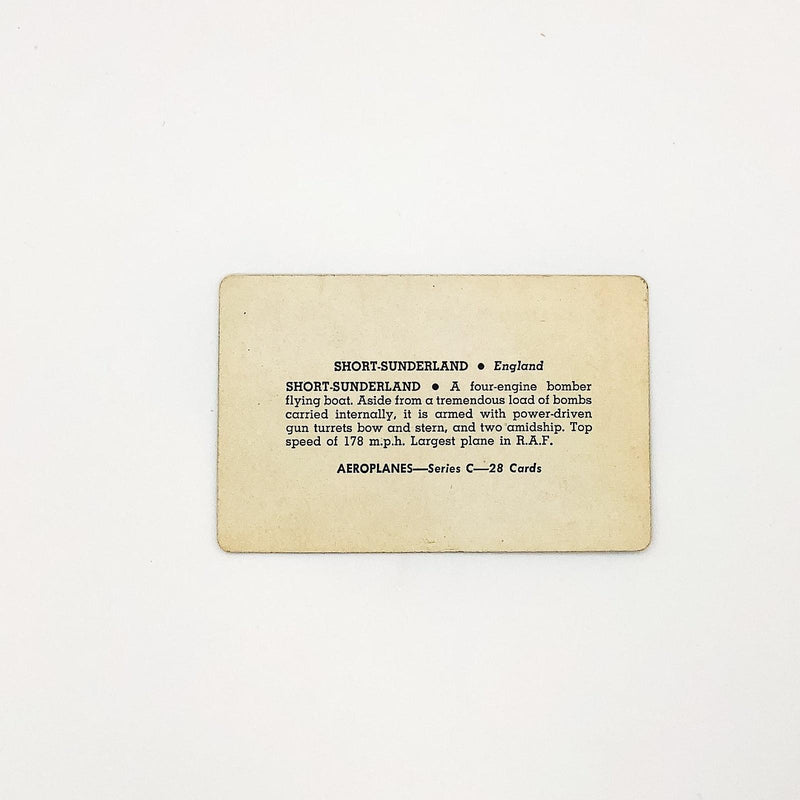 SHORT-SUNDERLAND ● England
SHORT-SUNDERLAND ● A four-engine bomber
flying boat. Aside from a tremendous load of bombs
carried internally, it is armed with power-driven
gun turrets bow and stern, and two amidship. Top
speed of 178 m.p.h. Largest plane in R.A.F.
AEROPLANES—Series C—28 Cards